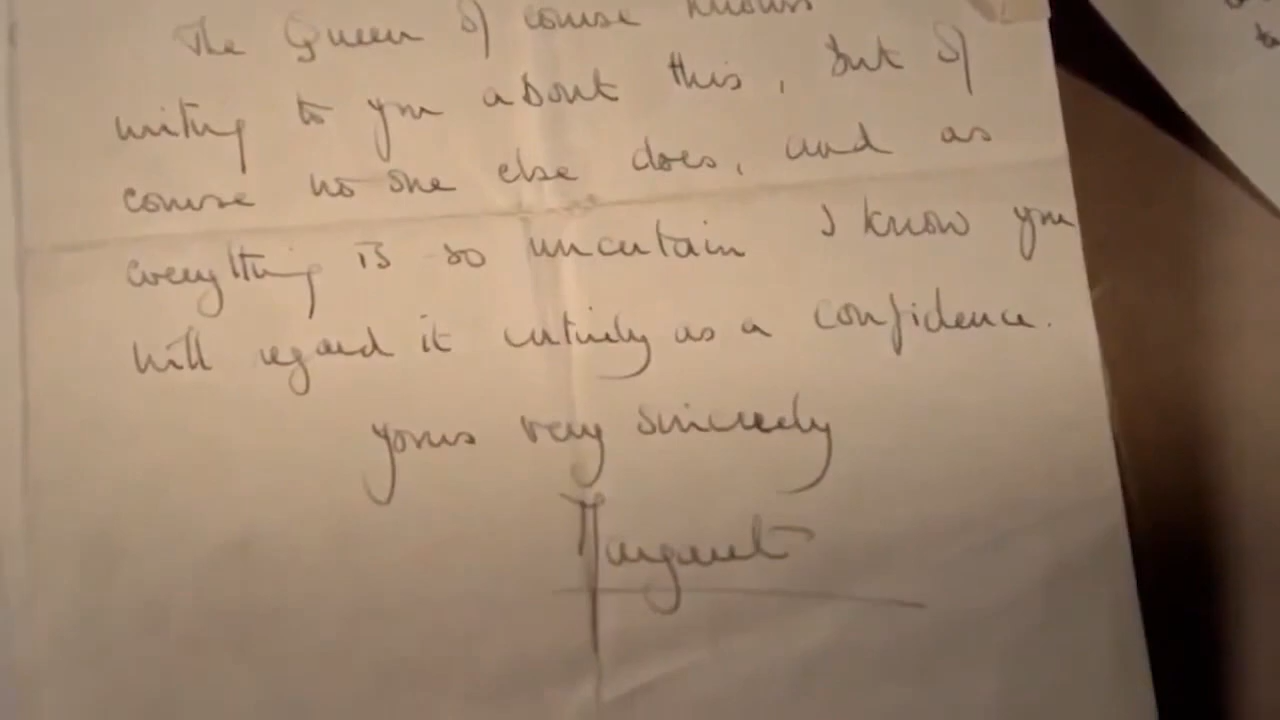 The Queen of course knows
writing to you about this, but of
course no one else does, and as
everything is so uncertain I know you
will regard it entirely as a confidence.
yours very sincerely
Margaret